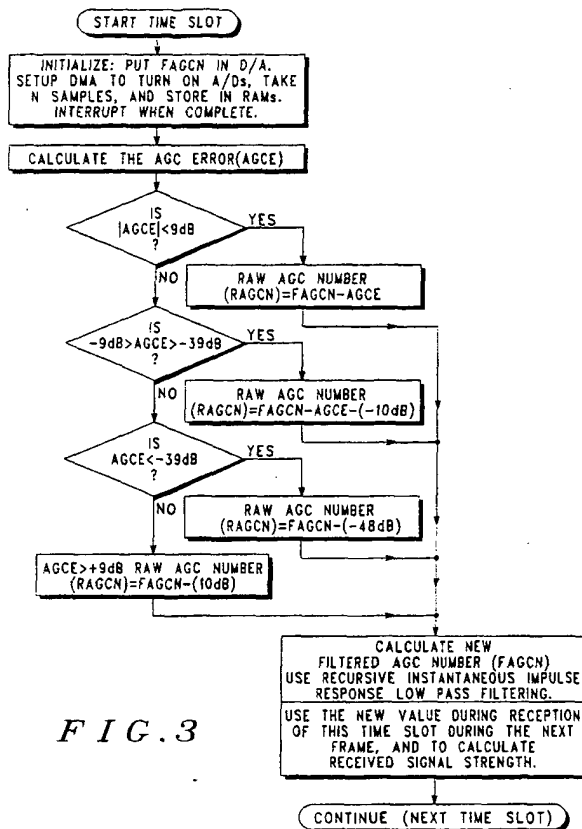 START TIME SLOT
INITIALIZE: PUT FAGCN IN D/A.
SETUP DMA TO TURN ON A/Ds, TAKE
N SAMPLES, AND STORE IN RAMs.
INTERRUPT WHEN COMPLETE.
CALCULATE THE AGC ERROR(AGCE)
IS
|AGCE|<9dB
?
YES
NO
RAW AGC NUMBER
(RAGCN)=FAGCN-AGCE
IS
-9dB>AGCE>-39dB
?
YES
NO
RAW AGC NUMBER
(RAGCN)=FAGCN-AGCE-(-10dB)
IS
AGCE<-39dB
?
YES
NO
RAW AGC NUMBER
(RAGCN)=FAGCN-(-48dB)
AGCE>+9dB RAW AGC NUMBER
(RAGCN)=FAGCN-(10dB)
CALCULATE NEW
FILTERED AGC NUMBER (FAGCN)
USE RECURSIVE INSTANTANEOUS IMPULSE
RESPONSE LOW PASS FILTERING.
USE THE NEW VALUE DURING RECEPTION
OF THIS TIME SLOT DURING THE NEXT
FRAME, AND TO CALCULATE
RECEIVED SIGNAL STRENGTH.
CONTINUE (NEXT TIME SLOT)
FIG.3